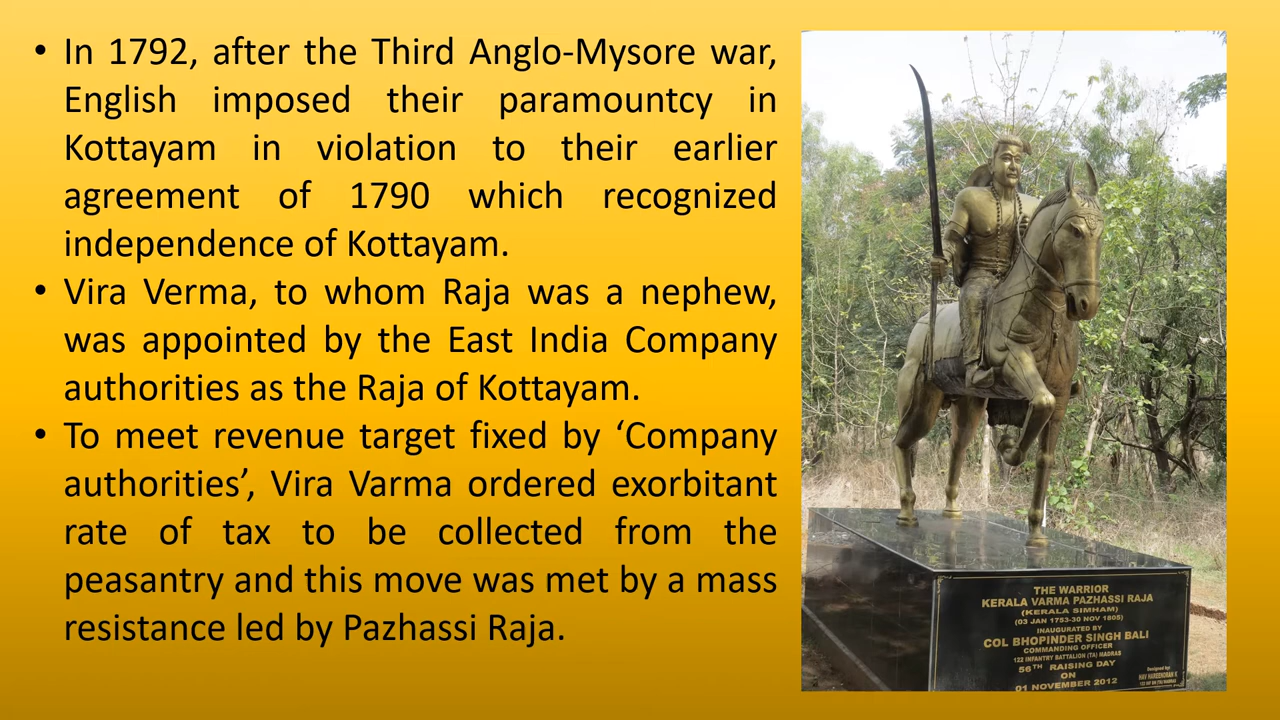 • In 1792, after the Third Anglo-Mysore war,
English imposed their paramountcy in
Kottayam in violation to their earlier
agreement of 1790 which recognized
independence of Kottayam.
• Vira Verma, to whom Raja was a nephew,
was appointed by the East India Company
authorities as the Raja of Kottayam.
• To meet revenue target fixed by ‘Company
authorities’, Vira Varma ordered exorbitant
rate of tax to be collected from the
peasantry and this move was met by a mass
resistance led by Pazhassi Raja.
THE WARRIOR
KERALA VARMA PAZHASSI RAJA
(KERALA SIMHAM)
(03 JAN 1753-30 NOV 1805)
INAUGURATED BY
COL BHOPINDER SINGH BALI
COMMANDING OFFICER
122 INFANTRY BATTALION (TA) MADRAS
56TH RAISING DAY
ON
01 NOVEMBER 2012
Designed by: